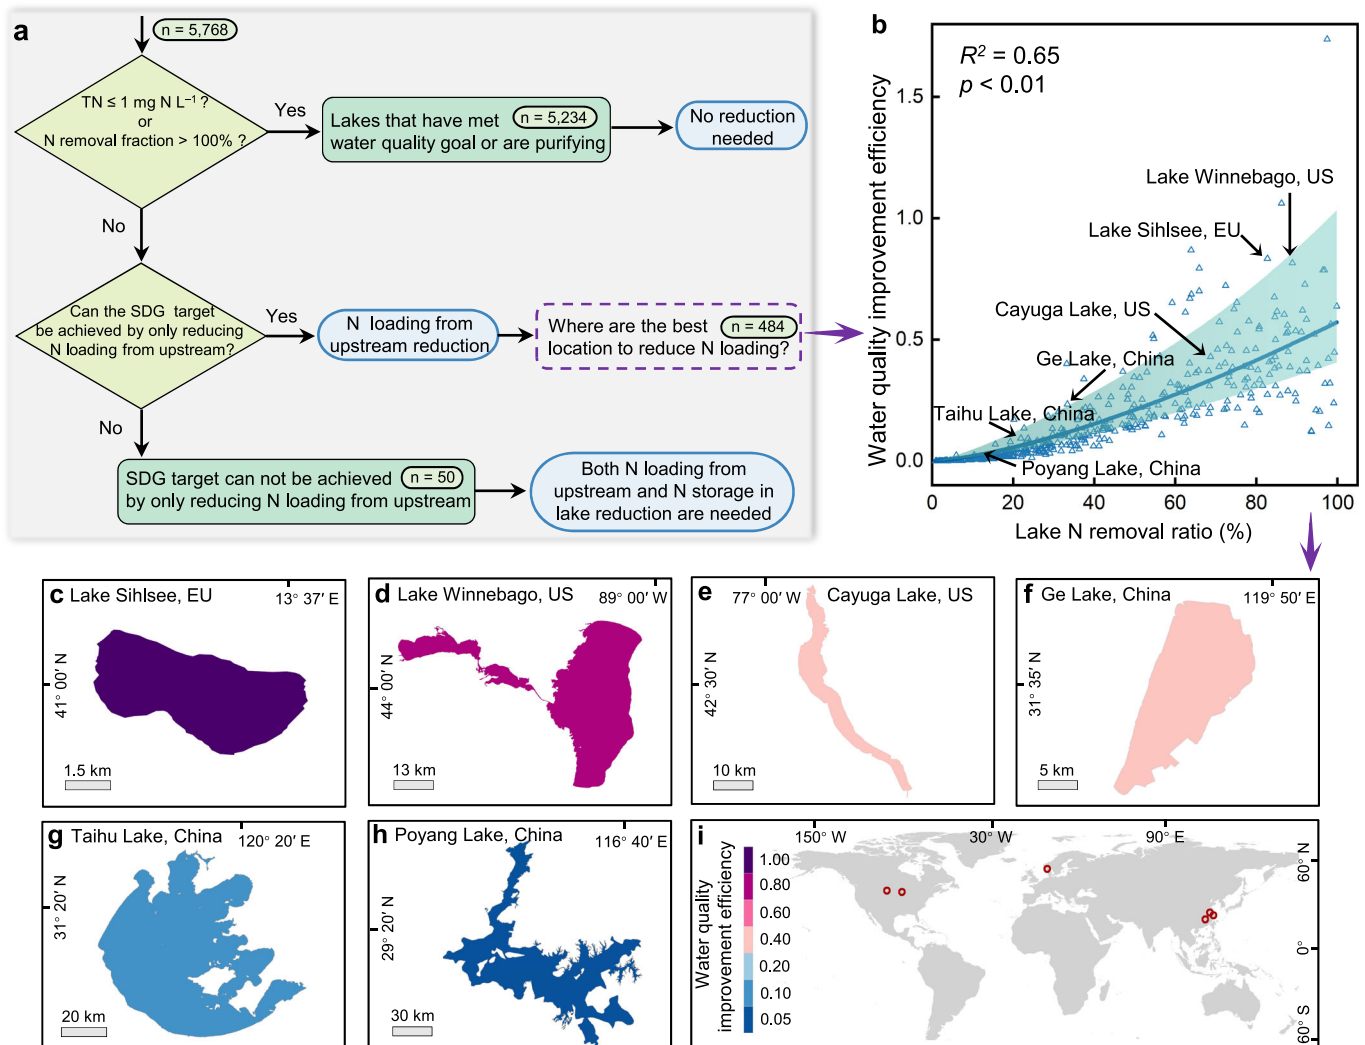 a
n = 5,768
TN ≤ 1 mg N L⁻¹ ?
or
N removal fraction > 100% ?
Yes
Lakes that have met
n = 5,234
water quality goal or are purifying
No reduction
needed
No
Can the SDG target
be achieved by only reducing
N loading from upstream?
Yes
N loading from
upstream reduction
Where are the best
n = 484
location to reduce N loading?
No
SDG target can not be achieved
n = 50
by only reducing N loading from upstream
Both N loading from
upstream and N storage in
lake reduction are needed
b
R² = 0.65
p < 0.01
Water quality improvement efficiency
1.5
1.0
0.5
0.0
Lake Winnebago, US
Lake Sihlsee, EU
Cayuga Lake, US
Ge Lake, China
Taihu Lake, China
Poyang Lake, China
0 20 40 60 80 100
Lake N removal ratio (%)
c Lake Sihlsee, EU
13° 37′ E
41° 00′ N
1.5 km
d Lake Winnebago, US
89° 00′ W
44° 00′ N
13 km
e
77° 00′ W
Cayuga Lake, US
42° 30′ N
10 km
f Ge Lake, China
119° 50′ E
31° 35′ N
5 km
g Taihu Lake, China
120° 20′ E
31° 20′ N
20 km
h Poyang Lake, China
116° 40′ E
29° 20′ N
30 km
i
150° W
30° W
90° E
60° N
0°
60° S
Water quality
improvement efficiency
1.00
0.80
0.60
0.40
0.20
0.10
0.05